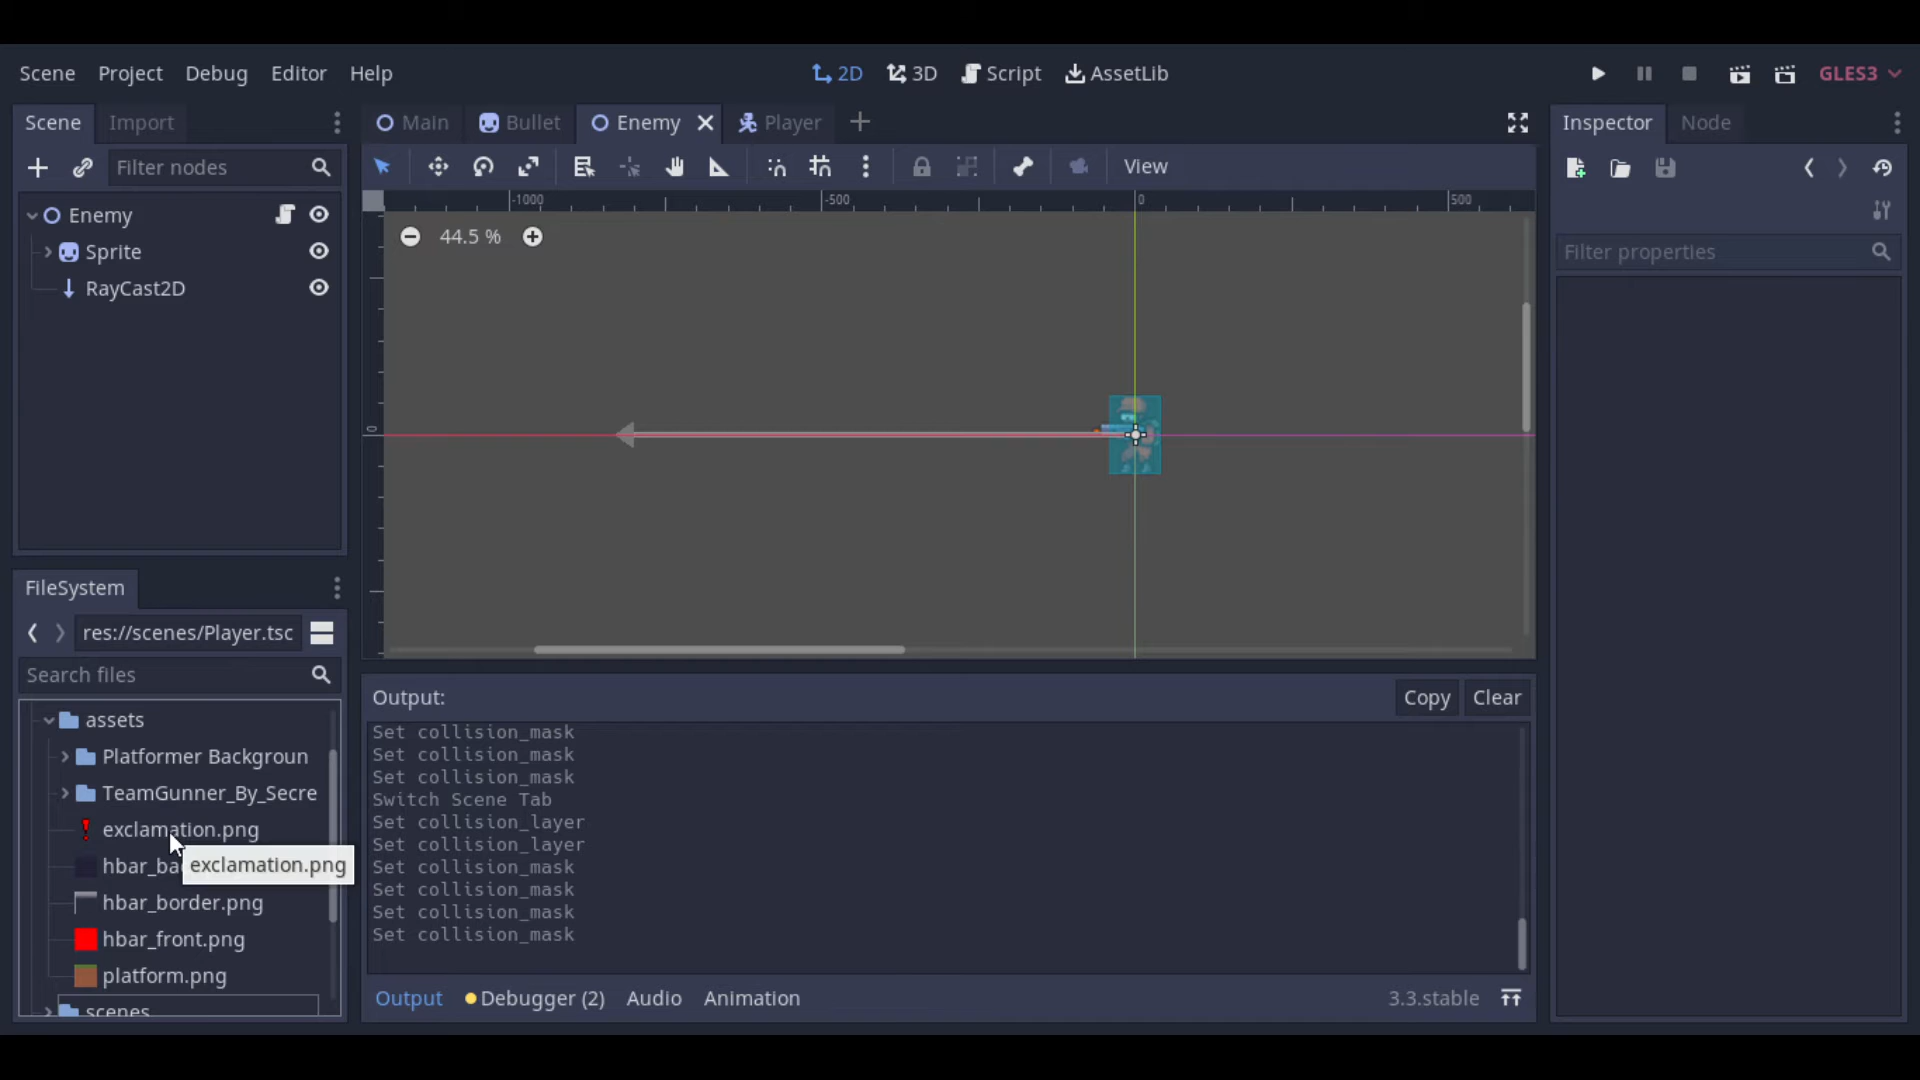 Scene Project Debug Editor Help 2D 3D Script AssetLib GLES3
Scene Import
Filter nodes
Enemy
Sprite
RayCast2D
FileSystem
res://scenes/Player.tsc
Search files
assets
Platformer Backgroun
TeamGunner_By_Secre
exclamation.png
hbar_ba
exclamation.png
hbar_border.png
hbar_front.png
platform.png
scenes
Main Bullet Enemy Player
View
-1000 -500 0 500
44.5 %
0
Output: Copy Clear
Set collision_mask
Set collision_mask
Set collision_mask
Switch Scene Tab
Set collision_layer
Set collision_layer
Set collision_mask
Set collision_mask
Set collision_mask
Set collision_mask
Output Debugger (2) Audio Animation 3.3.stable
Inspector Node
Filter properties